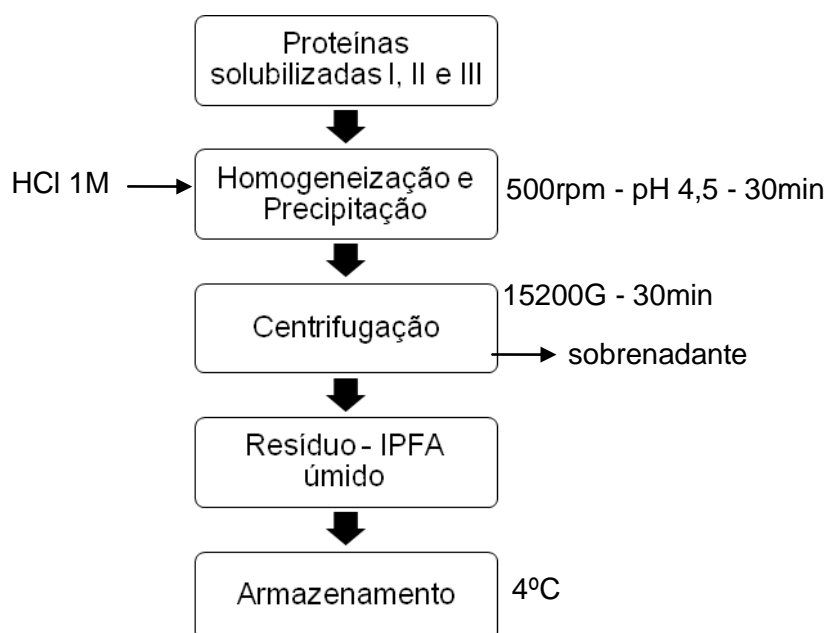 Proteínas
solubilizadas I, II e III
HCl 1M
Homogeneização e
Precipitação
500rpm - pH 4,5 - 30min
15200G - 30min
Centrifugação
sobrenadante
Resíduo - IPFA
úmido
Armazenamento
4ºC